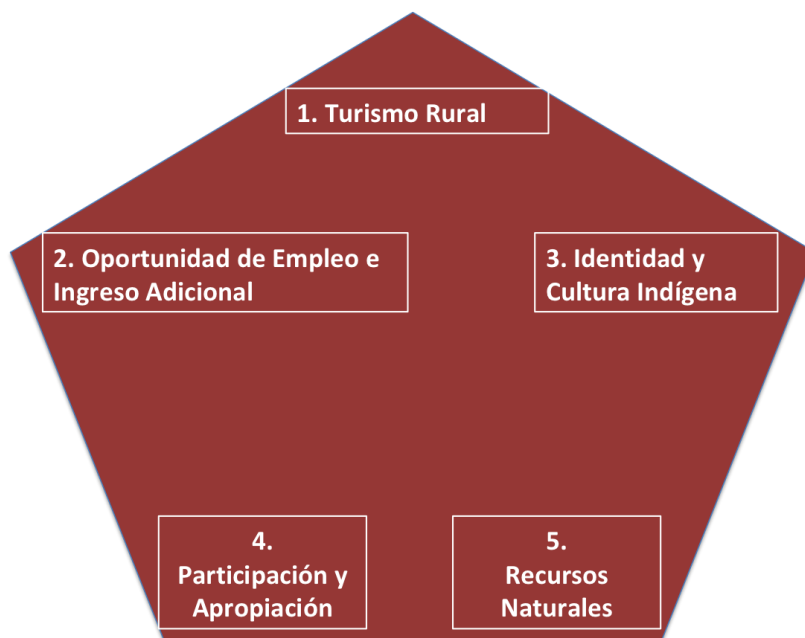 1. Turismo Rural
2. Oportunidad de Empleo e
Ingreso Adicional
3. Identidad y
Cultura Indígena
4.
Participación y
Apropiación
5.
Recursos
Naturales